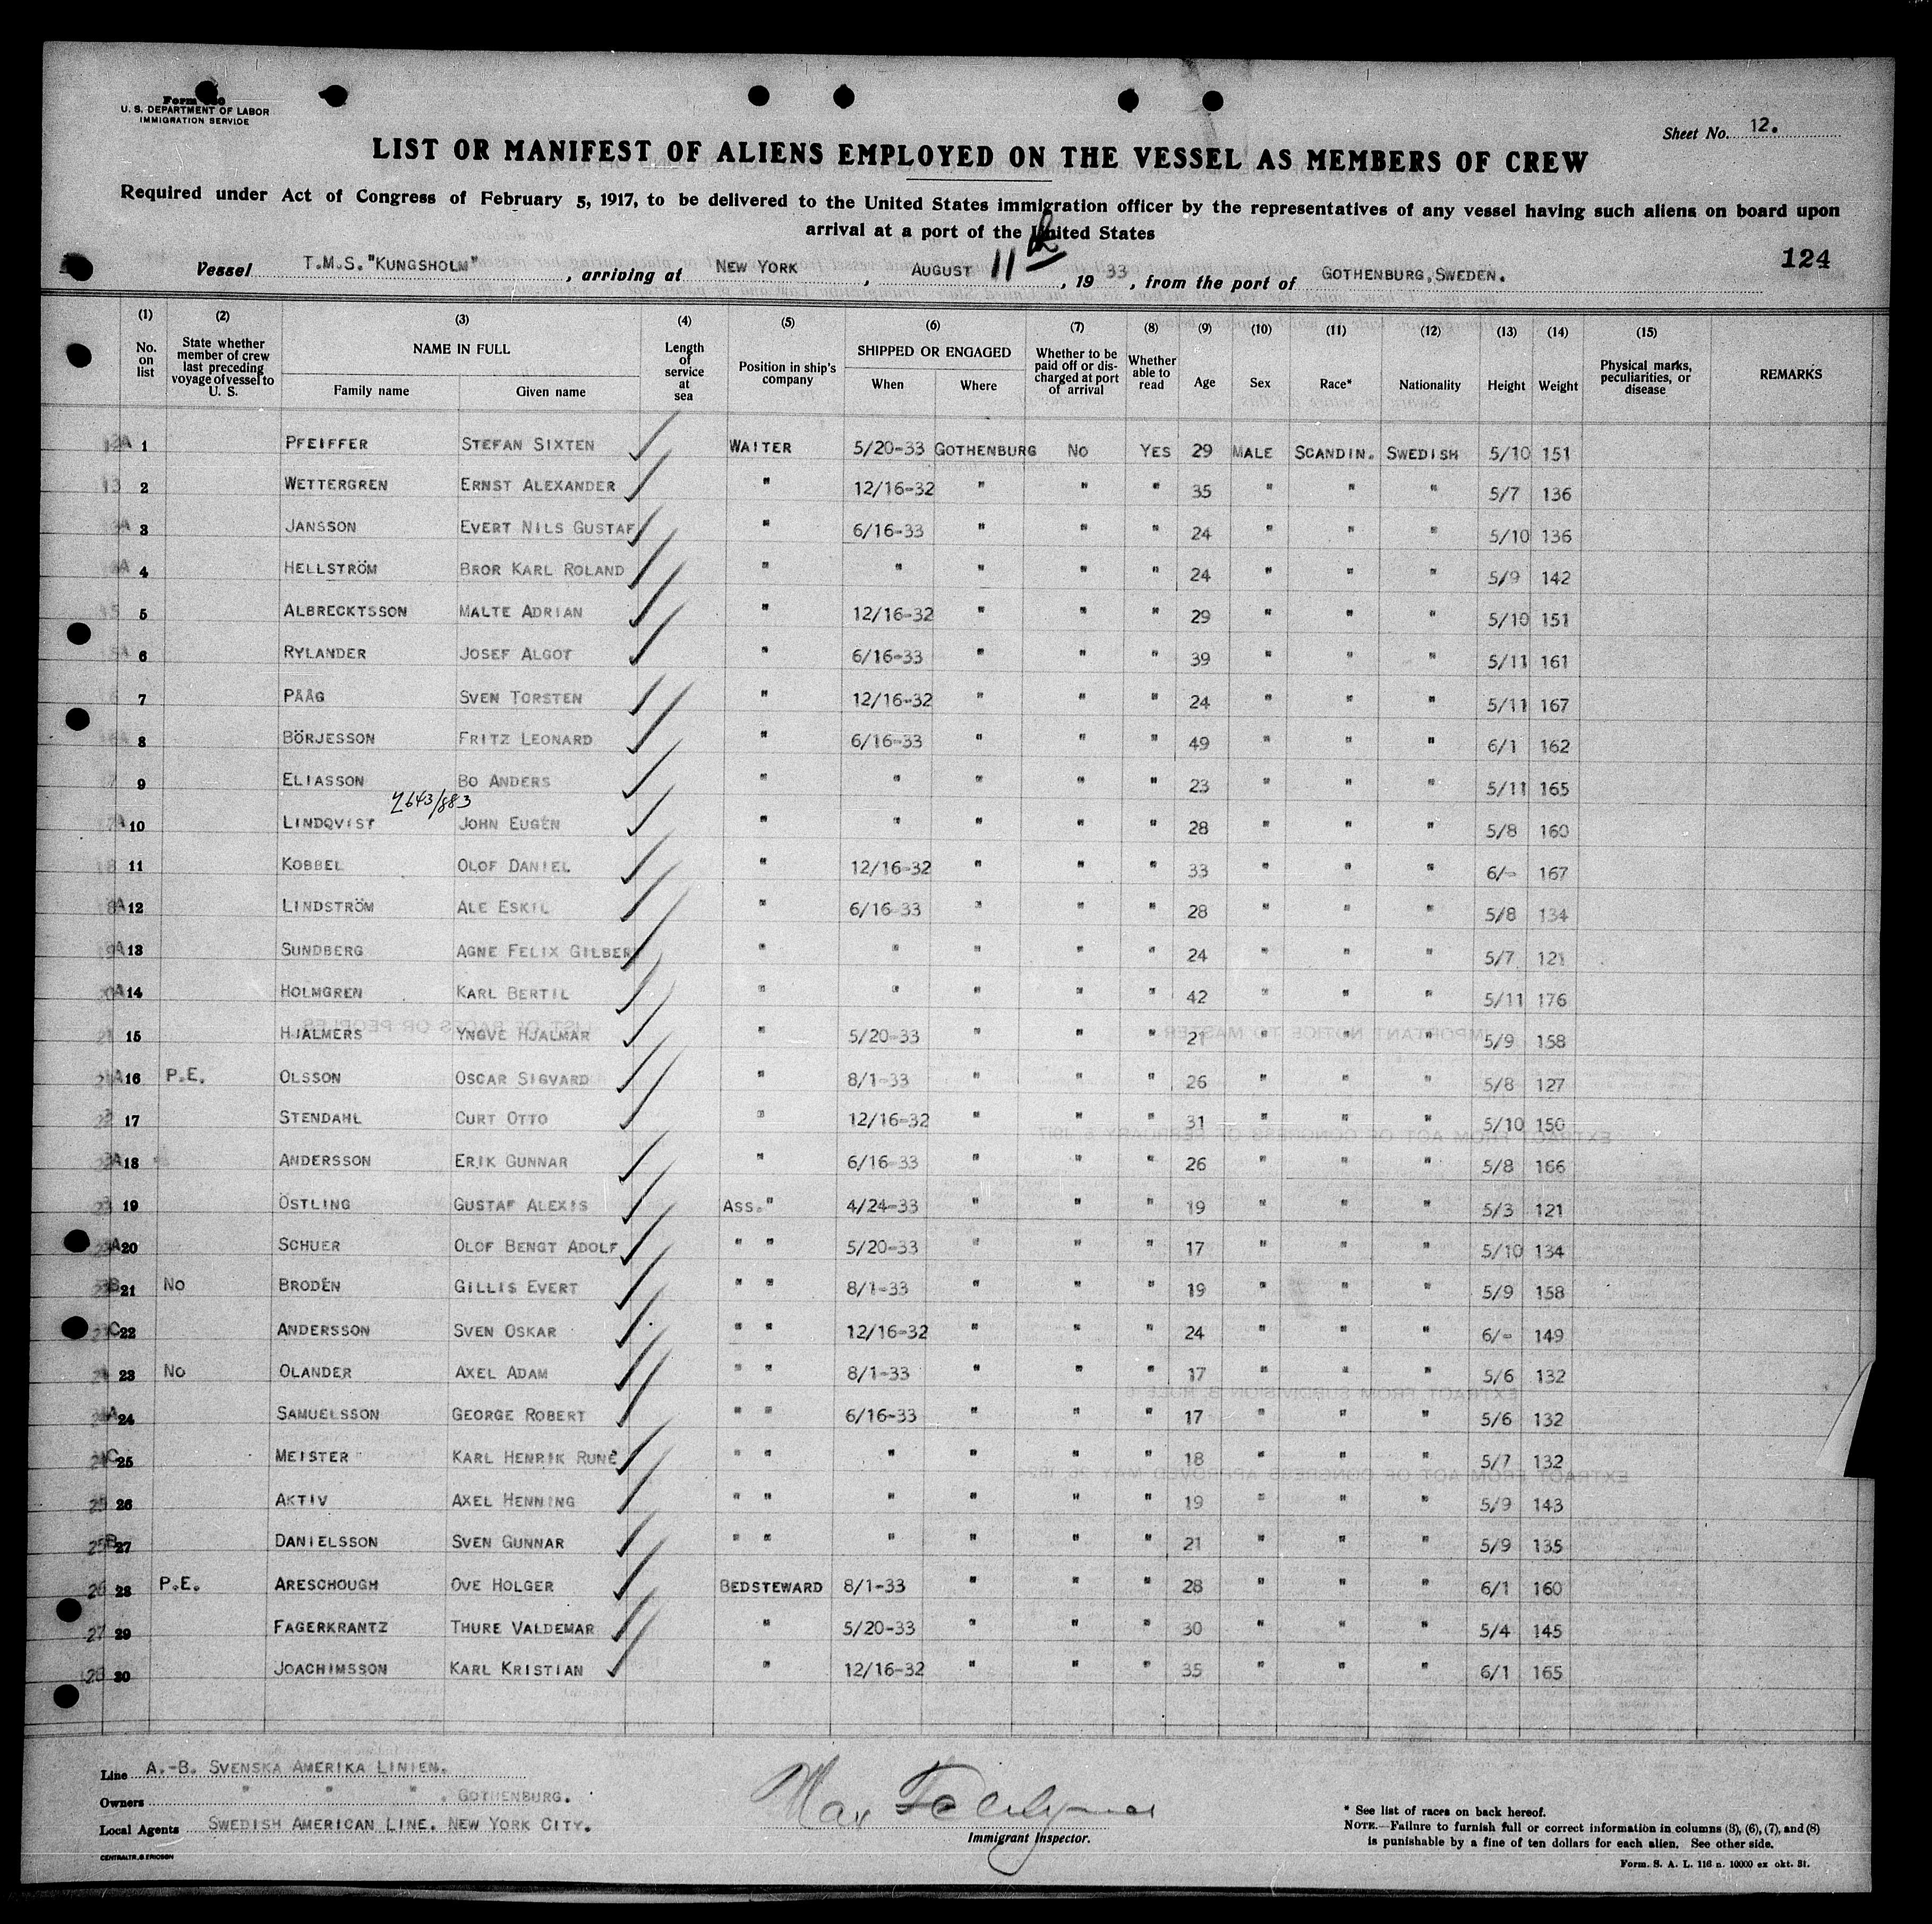 U. S. DEPARTMENT OF LABOR
IMMIGRATION SERVICE
Sheet No. 12.
LIST OR MANIFEST OF ALIENS EMPLOYED ON THE VESSEL AS MEMBERS OF CREW
Required under Act of Congress of February 5, 1917, to be delivered to the United States immigration officer by the representatives of any vessel having such aliens on board upon
arrival at a port of the United States
124
Vessel T.M.S. "KUNGSHOLM", arriving at NEW YORK, AUGUST 11th, 1933, from the port of GOTHENBURG, SWEDEN.
(1) No. on list (2) State whether member of crew last preceding voyage of vessel to U. S. (3) NAME IN FULL Family name Given name (4) Length of service at sea (5) Position in ship's company (6) SHIPPED OR ENGAGED When Where (7) Whether to be paid off or discharged at port of arrival (8) Whether able to read (9) Age (10) Sex (11) Race* (12) Nationality (13) Height (14) Weight (15) Physical marks, peculiarities, or disease REMARKS
1 PFEIFFER STEFAN SIXTEN WAITER 5/20-33 GOTHENBURG No YES 29 MALE SCANDIN. SWEDISH 5/10 151
2 WETTERGREN ERNST ALEXANDER " 12/16-32 " " " 35 " " " 5/7 136
3 JANSSON EVERT NILS GUSTAF " 6/16-33 " " " 24 " " " 5/10 136
4 HELLSTRÖM BROR KARL ROLAND " " " " " 24 " " " 5/9 142
5 ALBRECKTSSON MALTE ADRIAN " 12/16-32 " " " 29 " " " 5/10 151
6 RYLANDER JOSEF ALGOT " 6/16-33 " " " 39 " " " 5/11 161
7 PÅÅG SVEN TORSTEN " 12/16-32 " " " 24 " " " 5/11 167
8 BÖRJESSON FRITZ LEONARD " 6/16-33 " " " 49 " " " 6/1 162
9 ELIASSON BO ANDERS " " " " " 23 " " " 5/11 165
2643/883
10 LINDQVIST JOHN EUGÉN " " " " " 28 " " " 5/8 160
11 KOBBEL OLOF DANIEL " 12/16-32 " " " 33 " " " 6/- 167
12 LINDSTRÖM ALE ESKIL " 6/16-33 " " " 28 " " " 5/8 134
13 SUNDBERG AGNE FELIX GILBERT " " " " " 24 " " " 5/7 121
14 HOLMGREN KARL BERTIL " " " " " 42 " " " 5/11 176
15 HJALMERS YNGVE HJALMAR " 5/20-33 " " " 21 " " " 5/9 158
16 P.E. OLSSON OSCAR SIGVARD " 8/1-33 " " " 26 " " " 5/8 127
17 STENDAHL CURT OTTO " 12/16-32 " " " 31 " " " 5/10 150
18 ANDERSSON ERIK GUNNAR " 6/16-33 " " " 26 " " " 5/8 166
19 ÖSTLING GUSTAF ALEXIS ASS. " 4/24-33 " " " 19 " " " 5/3 121
20 SCHUER OLOF BENGT ADOLF " " 5/20-33 " " " 17 " " " 5/10 134
21 No BRODÉN GILLIS EVERT " " 8/1-33 " " " 19 " " " 5/9 158
22 ANDERSSON SVEN OSKAR " " 12/16-32 " " " 24 " " " 6/- 149
23 No OLANDER AXEL ADAM " " 8/1-33 " " " 17 " " " 5/6 132
24 SAMUELSSON GEORGE ROBERT " " 6/16-33 " " " 17 " " " 5/6 132
25 MEISTER KARL HENRIK RUNE " " " " " " 18 " " " 5/7 132
26 AKTIV AXEL HENNING " " " " " " 19 " " " 5/9 143
27 DANIELSSON SVEN GUNNAR " " " " " " 21 " " " 5/9 135
28 P.E. ARESCHOUGH OVE HOLGER BEDSTEWARD 8/1-33 " " " 28 " " " 6/1 160
29 FAGERKRANTZ THURE VALDEMAR " 5/20-33 " " " 30 " " " 5/4 145
30 JOACHIMSSON KARL KRISTIAN " 12/16-32 " " " 35 " " " 6/1 165
Line A.-B. SVENSKA AMERIKA LINIEN.
Owners " " " , GOTHENBURG.
Local Agents SWEDISH AMERICAN LINE. NEW YORK CITY.
CENTRALTR. G. ERICSON
Max
Immigrant Inspector.
* See list of races on back hereof.
NOTE.—Failure to furnish full or correct information in columns (3), (6), (7), and (8)
is punishable by a fine of ten dollars for each alien. See other side.
Form. S. A. L. 116 n. 10000 ex okt. 31.